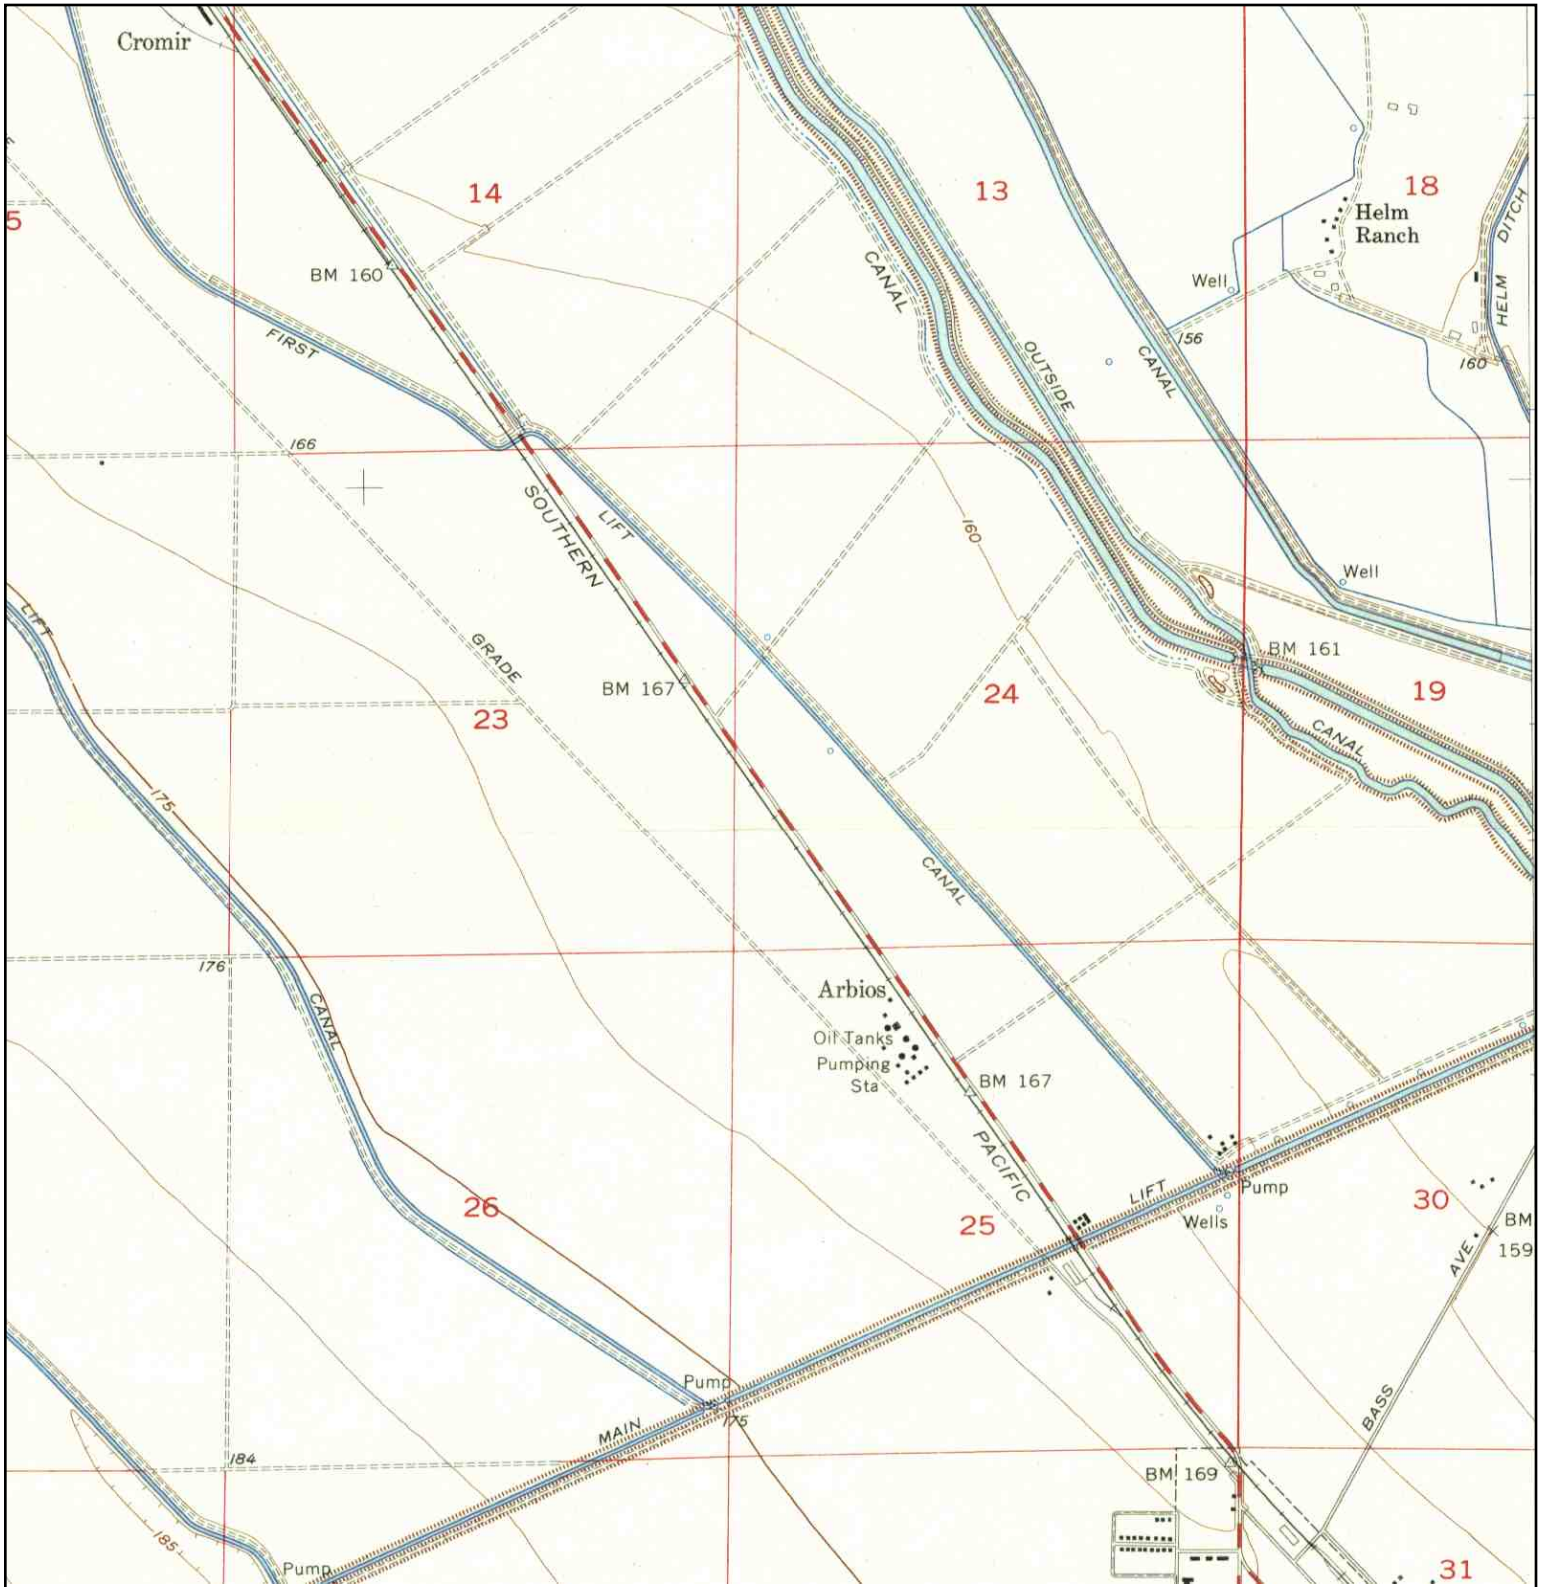 Cromir
14
13
18
5
Helm
Ranch
DITCH
HELM
CANAL
BM 160
Well
FIRST
156
CANAL
OUTSIDE
160
166
SOUTHERN
LIFT
160
Well
LIFT
GRADE
BM 161
BM 167
24
19
23
CANAL
175
CANAL
176
Arbios
CANAL
Oil Tanks
Pumping
Sta
BM 167
PACIFIC
LIFT
Pump
26
30
25
Wells
BM
159
AVE
Pump
BASS
MAIN
175
184
BM 169
185
Pump
31